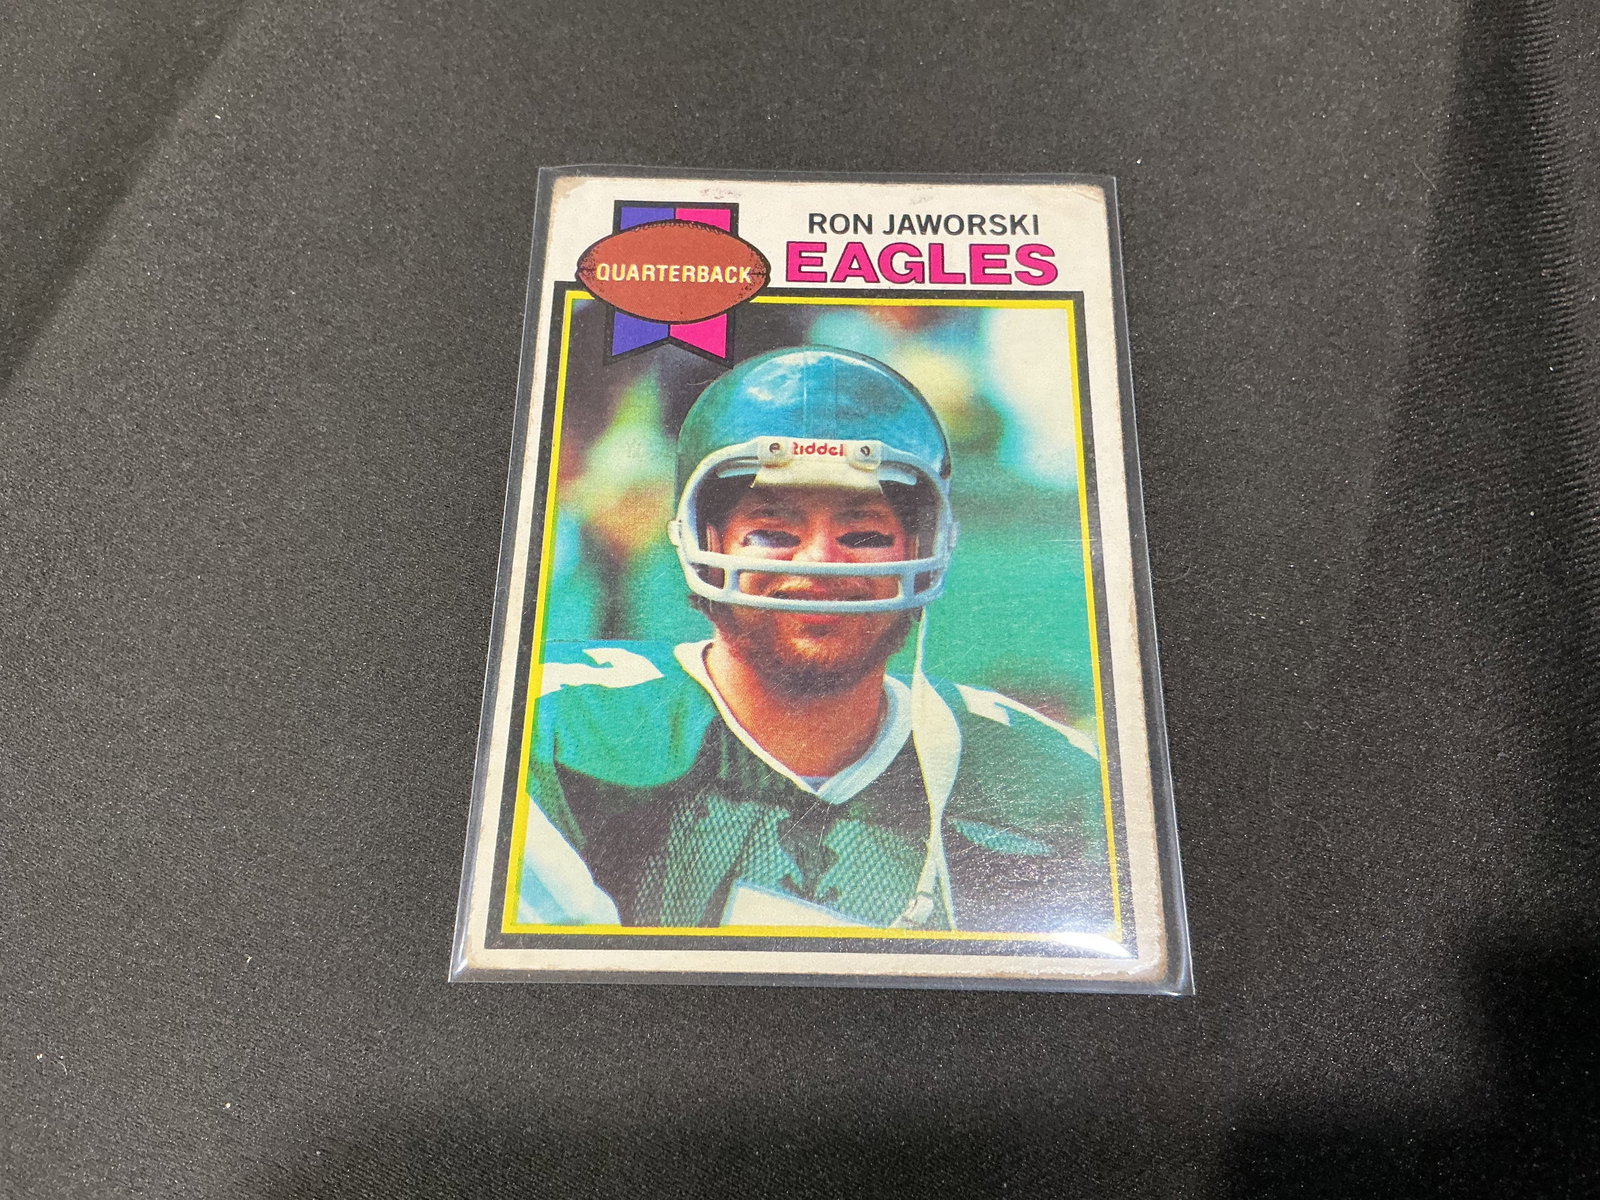 RON JAWORSKI
EAGLES
QUARTERBACK
Riddell